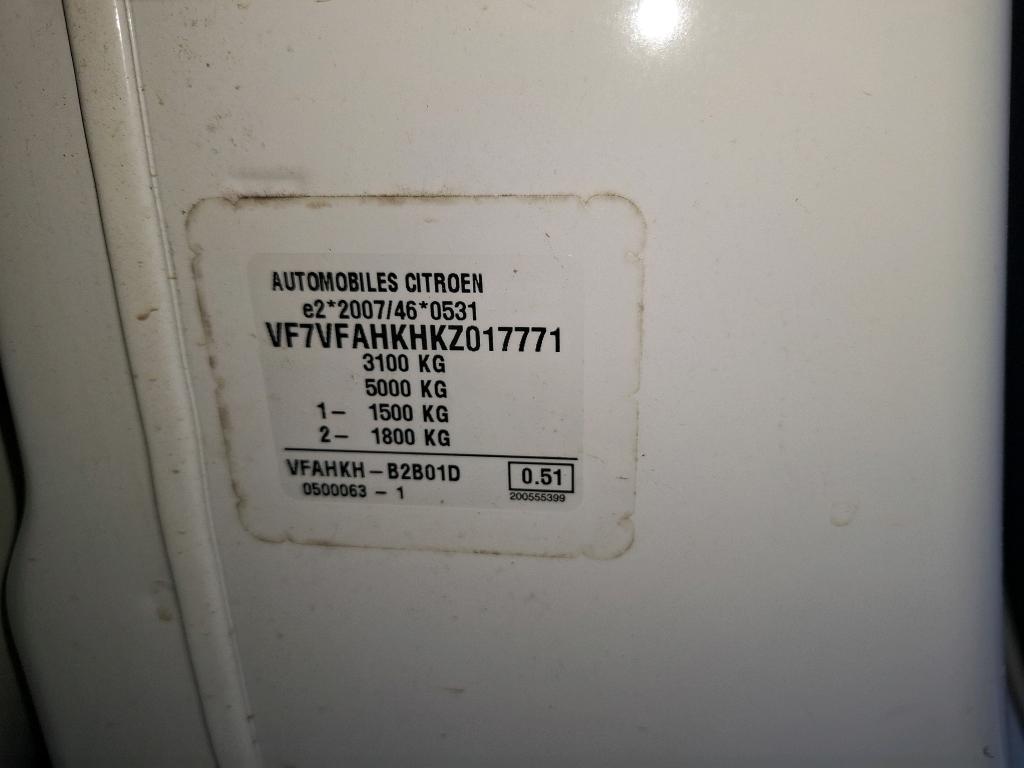 AUTOMOBILES CITROEN
e2*2007/46*0531
VF7VFAHKHKZ017771
3100 KG
5000 KG
1- 1500 KG
2- 1800 KG
VFAHKH-B2B01D 0.51
0500063 - 1 200555399